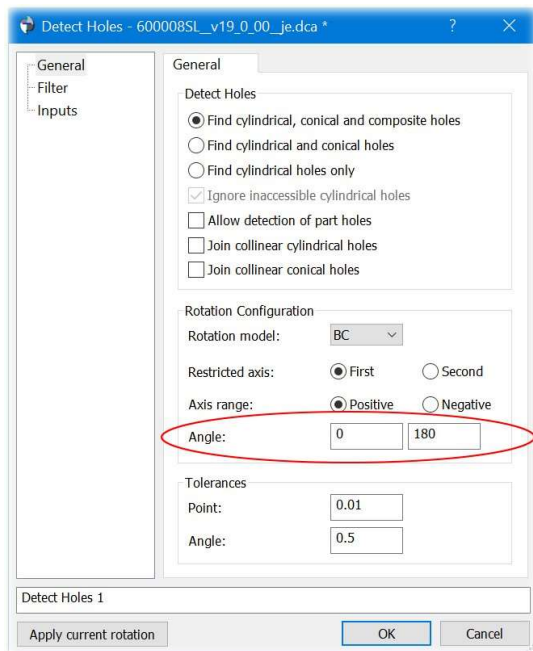 Detect Holes - 600008SL_v19_0_00_je.dca * ? ×
General
Filter
Inputs
General
Detect Holes
Find cylindrical, conical and composite holes
Find cylindrical and conical holes
Find cylindrical holes only
Ignore inaccessible cylindrical holes
Allow detection of part holes
Join collinear cylindrical holes
Join collinear conical holes
Rotation Configuration
Rotation model: BC
Restricted axis: First Second
Axis range: Positive Negative
Angle: 0 180
Tolerances
Point: 0.01
Angle: 0.5
Detect Holes 1
Apply current rotation OK Cancel